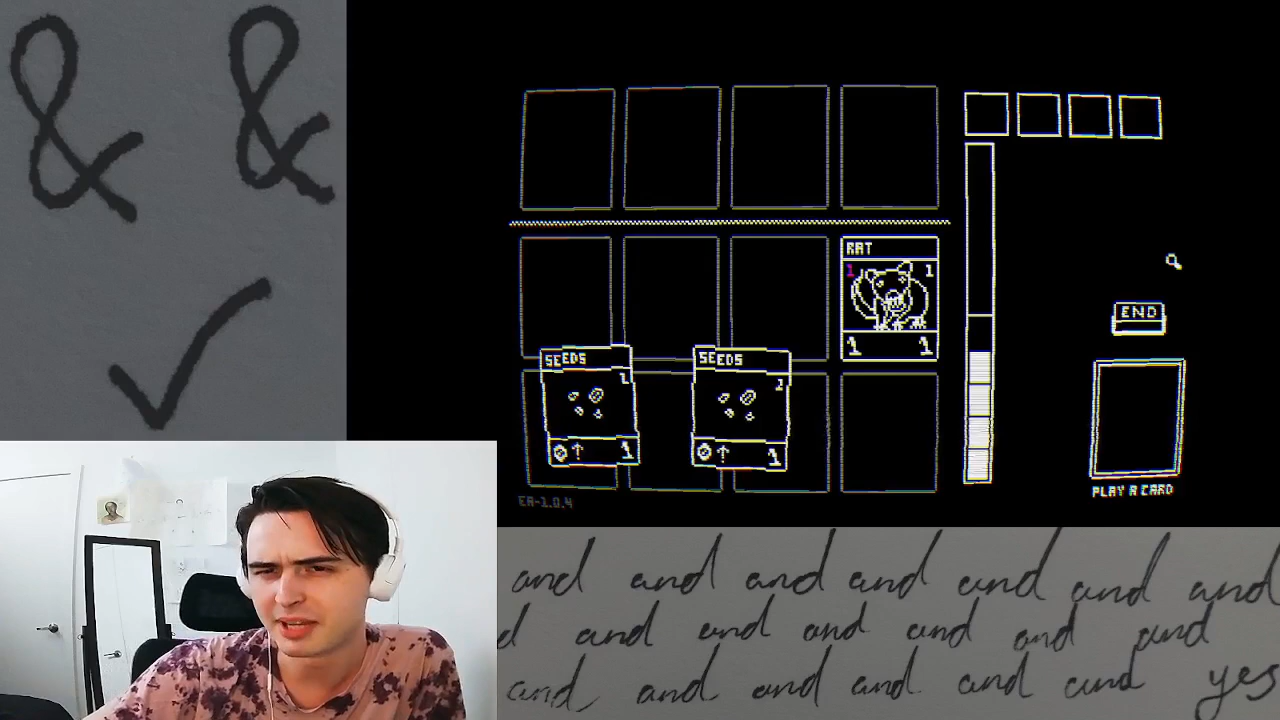 & &
RAT
1 1
1 1
END
SEEDS SEEDS
1 1
0↑ 1 0↑ 1
PLAY A CARD
EA-1.0.4
and and and and and and and
and and and and and and
and and and and and and yes